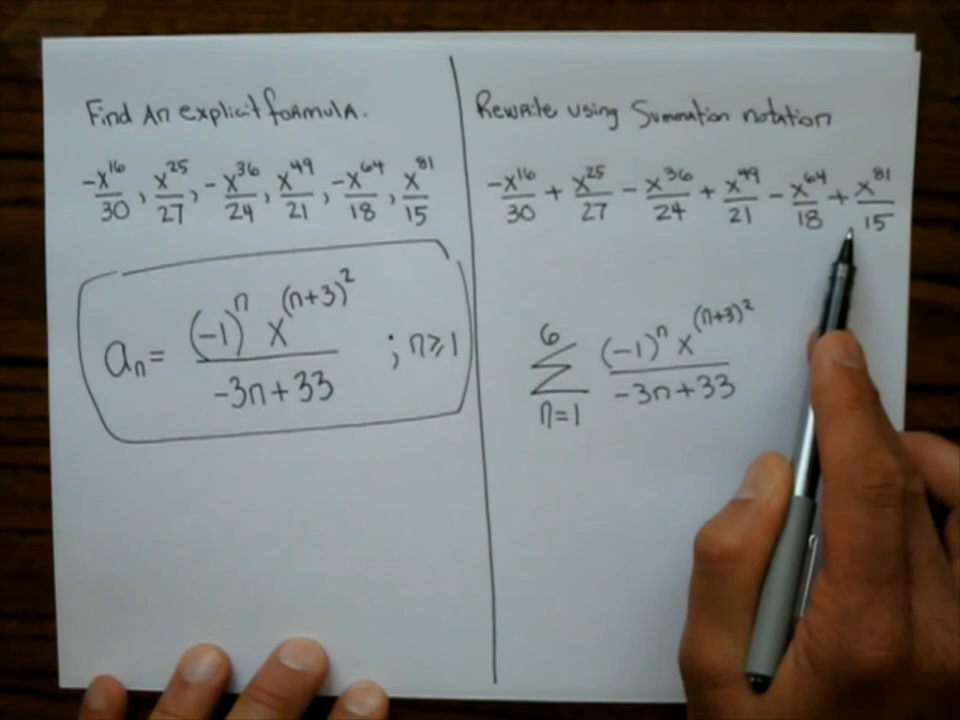 Find An explicit formula.
-x^16/30, x^25/27, -x^36/24, x^49/21, -x^64/18, x^81/15
a_n = (-1)^n x^(n+3)^2 / -3n+33 ; n≥1
Rewrite using Summation notation
-x^16/30 + x^25/27 - x^36/24 + x^49/21 - x^64/18 + x^81/15
6
Σ (-1)^n x^(n+3)^2 / -3n+33
n=1